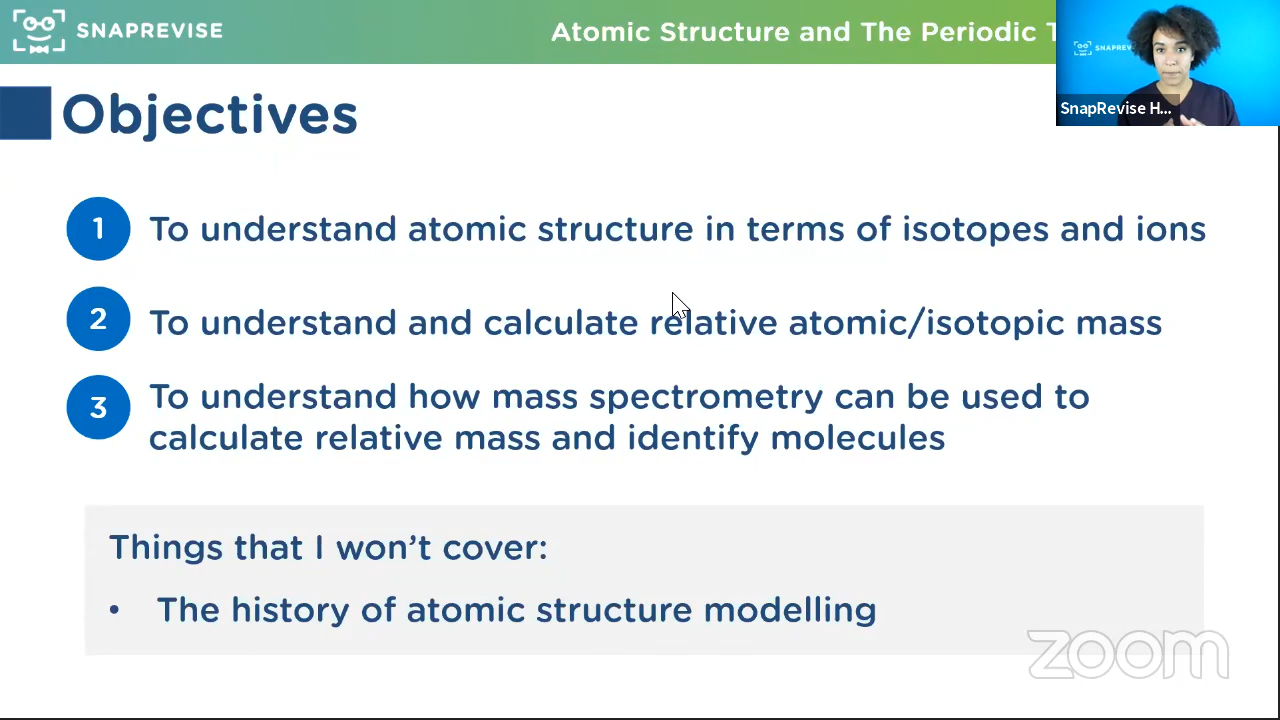 SNAPREVISE
Atomic Structure and The Periodic T
SNAPREV
SnapRevise H...
Objectives
1 To understand atomic structure in terms of isotopes and ions
2 To understand and calculate relative atomic/isotopic mass
3 To understand how mass spectrometry can be used to
calculate relative mass and identify molecules
Things that I won’t cover:
• The history of atomic structure modelling
zoom